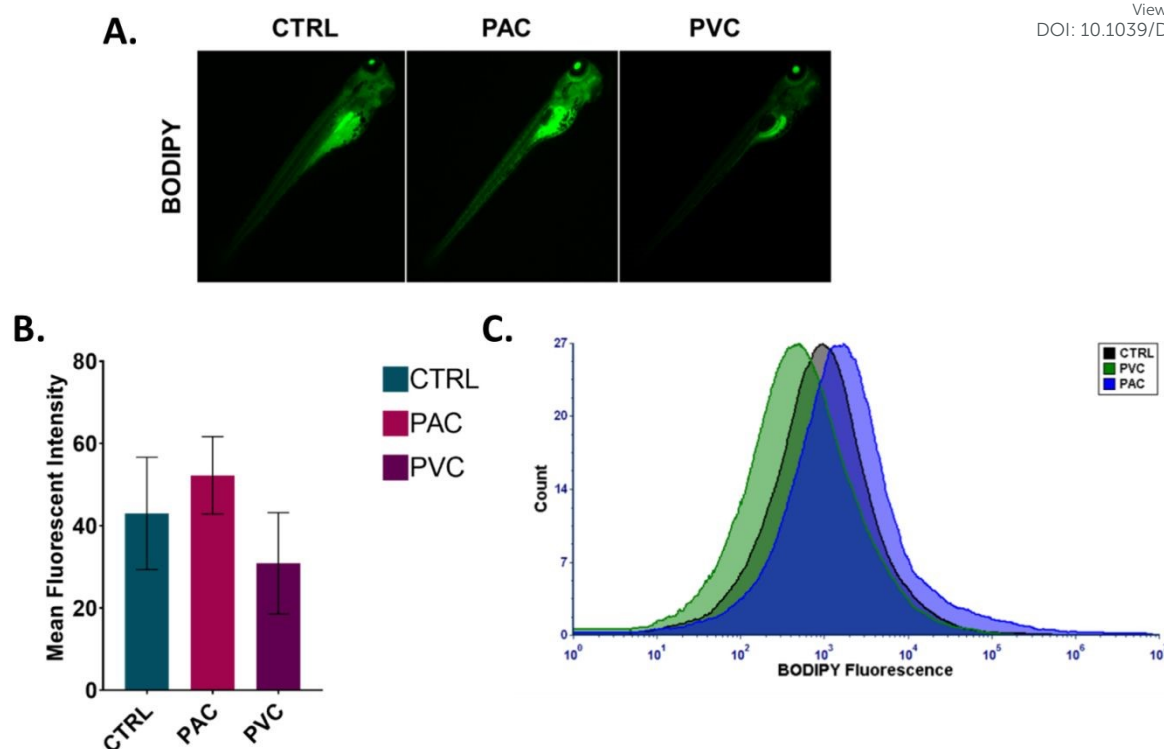 View
DOI: 10.1039/D
A.
CTRL PAC PVC
BODIPY
B.
Mean Fluorescent Intensity
80
60
40
20
0
CTRL
PAC
PVC
CTRL
PAC
PVC
C.
Count
27
20
14
7
0
10⁰ 10¹ 10² 10³ 10⁴ 10⁵ 10⁶
BODIPY Fluorescence
CTRL
PVC
PAC